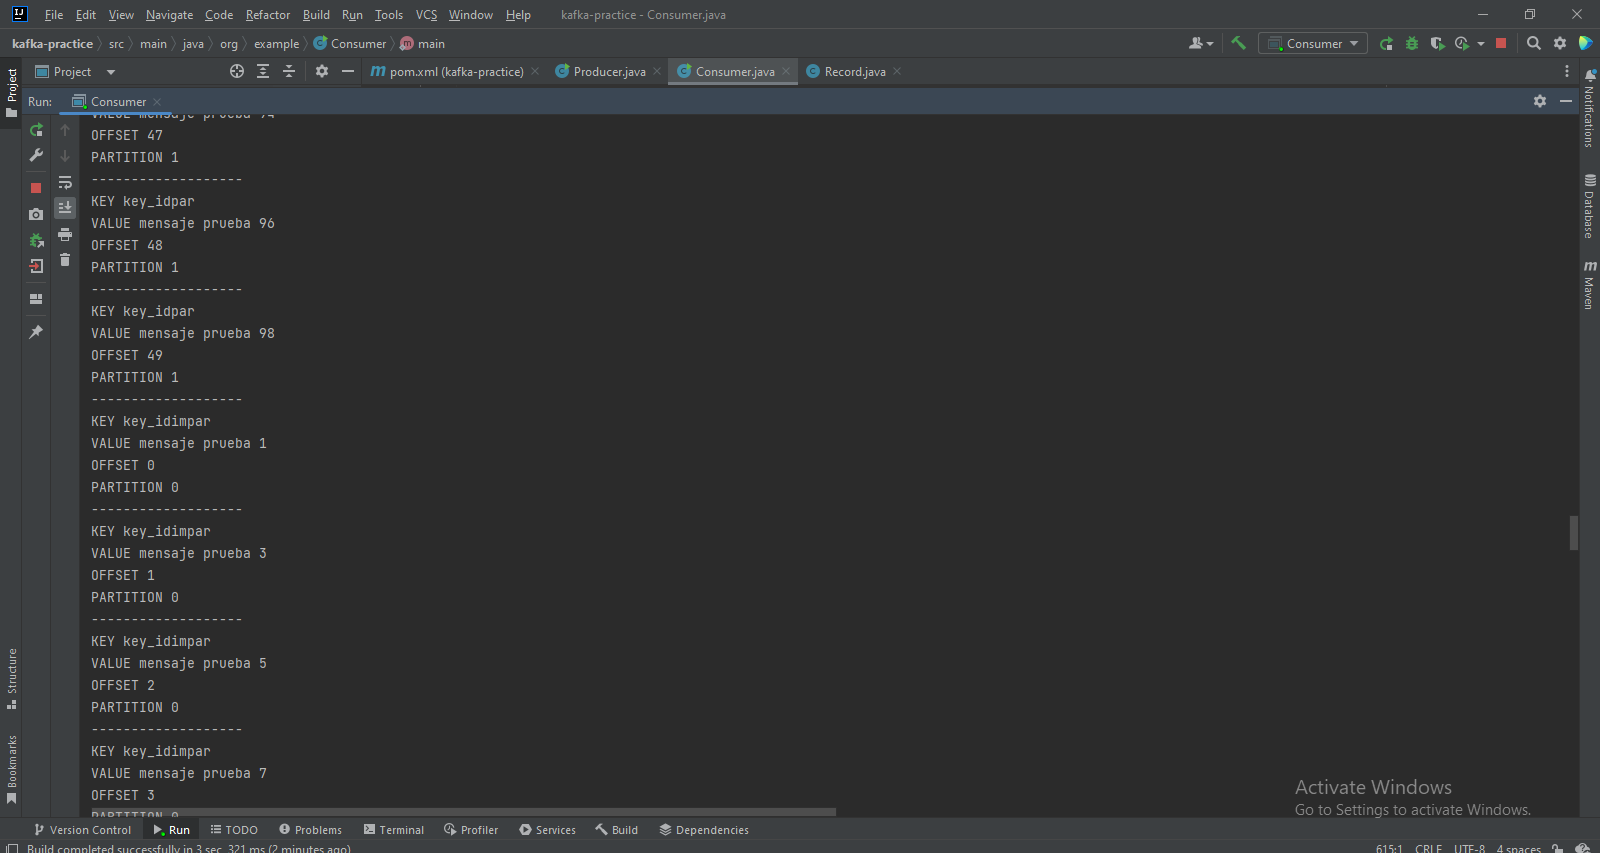 File Edit View Navigate Code Refactor Build Run Tools VCS Window Help kafka-practice - Consumer.java
kafka-practice src main java org example Consumer main Consumer
Project pom.xml (kafka-practice) Producer.java Consumer.java Record.java
Run: Consumer
VALUE mensaje prueba 94
OFFSET 47
PARTITION 1
-------------------
KEY key_idpar
VALUE mensaje prueba 96
OFFSET 48
PARTITION 1
-------------------
KEY key_idpar
VALUE mensaje prueba 98
OFFSET 49
PARTITION 1
-------------------
KEY key_idimpar
VALUE mensaje prueba 1
OFFSET 0
PARTITION 0
-------------------
KEY key_idimpar
VALUE mensaje prueba 3
OFFSET 1
PARTITION 0
-------------------
KEY key_idimpar
VALUE mensaje prueba 5
OFFSET 2
PARTITION 0
-------------------
KEY key_idimpar
VALUE mensaje prueba 7
OFFSET 3
PARTITION 0
Project
Structure
Bookmarks
Notifications
Database
Maven
Activate Windows
Go to Settings to activate Windows.
Version Control Run TODO Problems Terminal Profiler Services Build Dependencies
Build completed successfully in 3 sec, 321 ms (2 minutes ago) 615:1 CRLF UTF-8 4 spaces